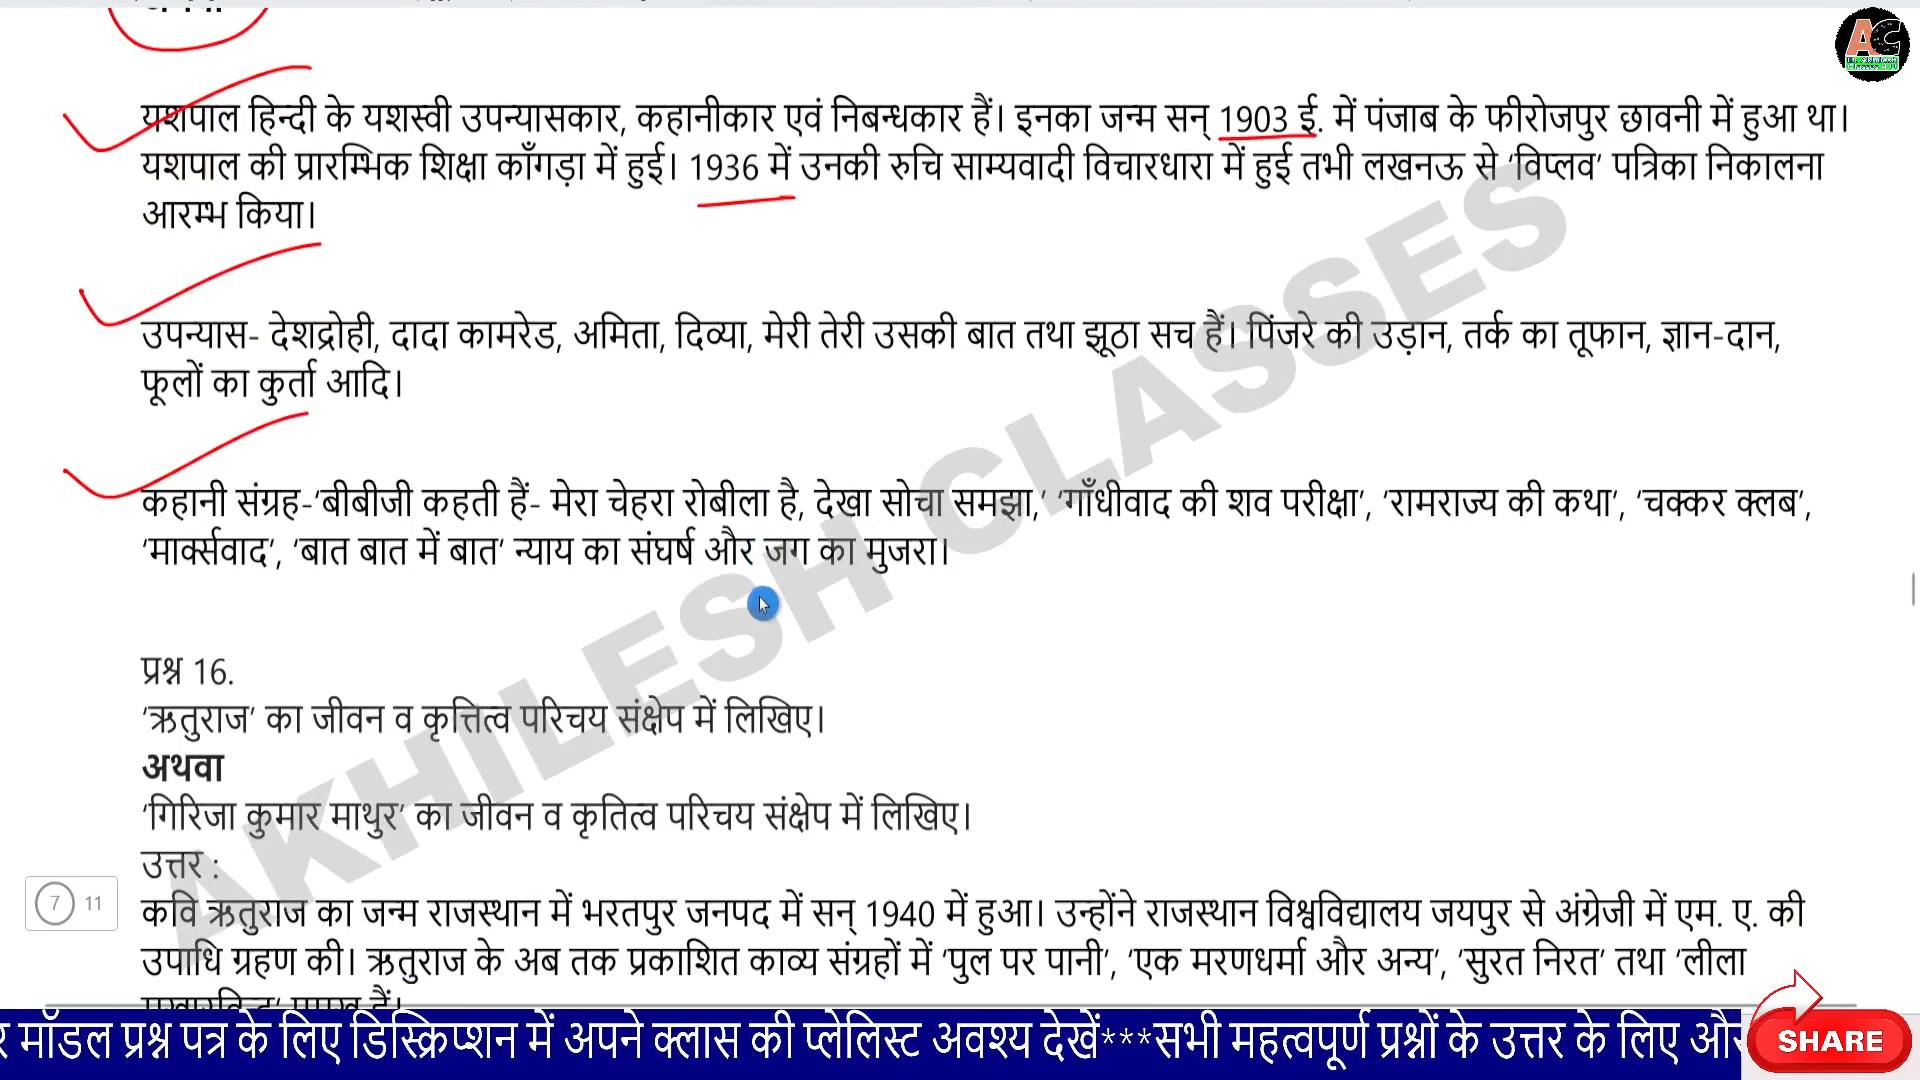 यशपाल हिन्दी के यशस्वी उपन्यासकार, कहानीकार एवं निबन्धकार हैं। इनका जन्म सन् 1903 ई. में पंजाब के फीरोजपुर छावनी में हुआ था।
यशपाल की प्रारम्भिक शिक्षा काँगड़ा में हुई। 1936 में उनकी रुचि साम्यवादी विचारधारा में हुई तभी लखनऊ से ‘विप्लव’ पत्रिका निकालना
आरम्भ किया।
उपन्यास- देशद्रोही, दादा कामरेड, अमिता, दिव्या, मेरी तेरी उसकी बात तथा झूठा सच हैं। पिंजरे की उड़ान, तर्क का तूफान, ज्ञान-दान,
फूलों का कुर्ता आदि।
कहानी संग्रह-‘बीबीजी कहती हैं- मेरा चेहरा रोबीला है, देखा सोचा समझा,’ ‘गाँधीवाद की शव परीक्षा’, ‘रामराज्य की कथा’, ‘चक्कर क्लब’,
‘मार्क्सवाद’, ‘बात बात में बात’ न्याय का संघर्ष और जग का मुजरा।
AKHILESH CLASSES
प्रश्न 16.
‘ऋतुराज’ का जीवन व कृत्तित्व परिचय संक्षेप में लिखिए।
अथवा
‘गिरिजा कुमार माथुर’ का जीवन व कृतित्व परिचय संक्षेप में लिखिए।
उत्तर :
कवि ऋतुराज का जन्म राजस्थान में भरतपुर जनपद में सन् 1940 में हुआ। उन्होंने राजस्थान विश्वविद्यालय जयपुर से अंग्रेजी में एम. ए. की
उपाधि ग्रहण की। ऋतुराज के अब तक प्रकाशित काव्य संग्रहों में ‘पुल पर पानी’, ‘एक मरणधर्मा और अन्य’, ‘सुरत निरत’ तथा ‘लीला
7 11
मॉडल प्रश्न पत्र के लिए डिस्क्रिप्शन में अपने क्लास की प्लेलिस्ट अवश्य देखें***सभी महत्वपूर्ण प्रश्नों के उत्तर के लिए और
SHARE
AC